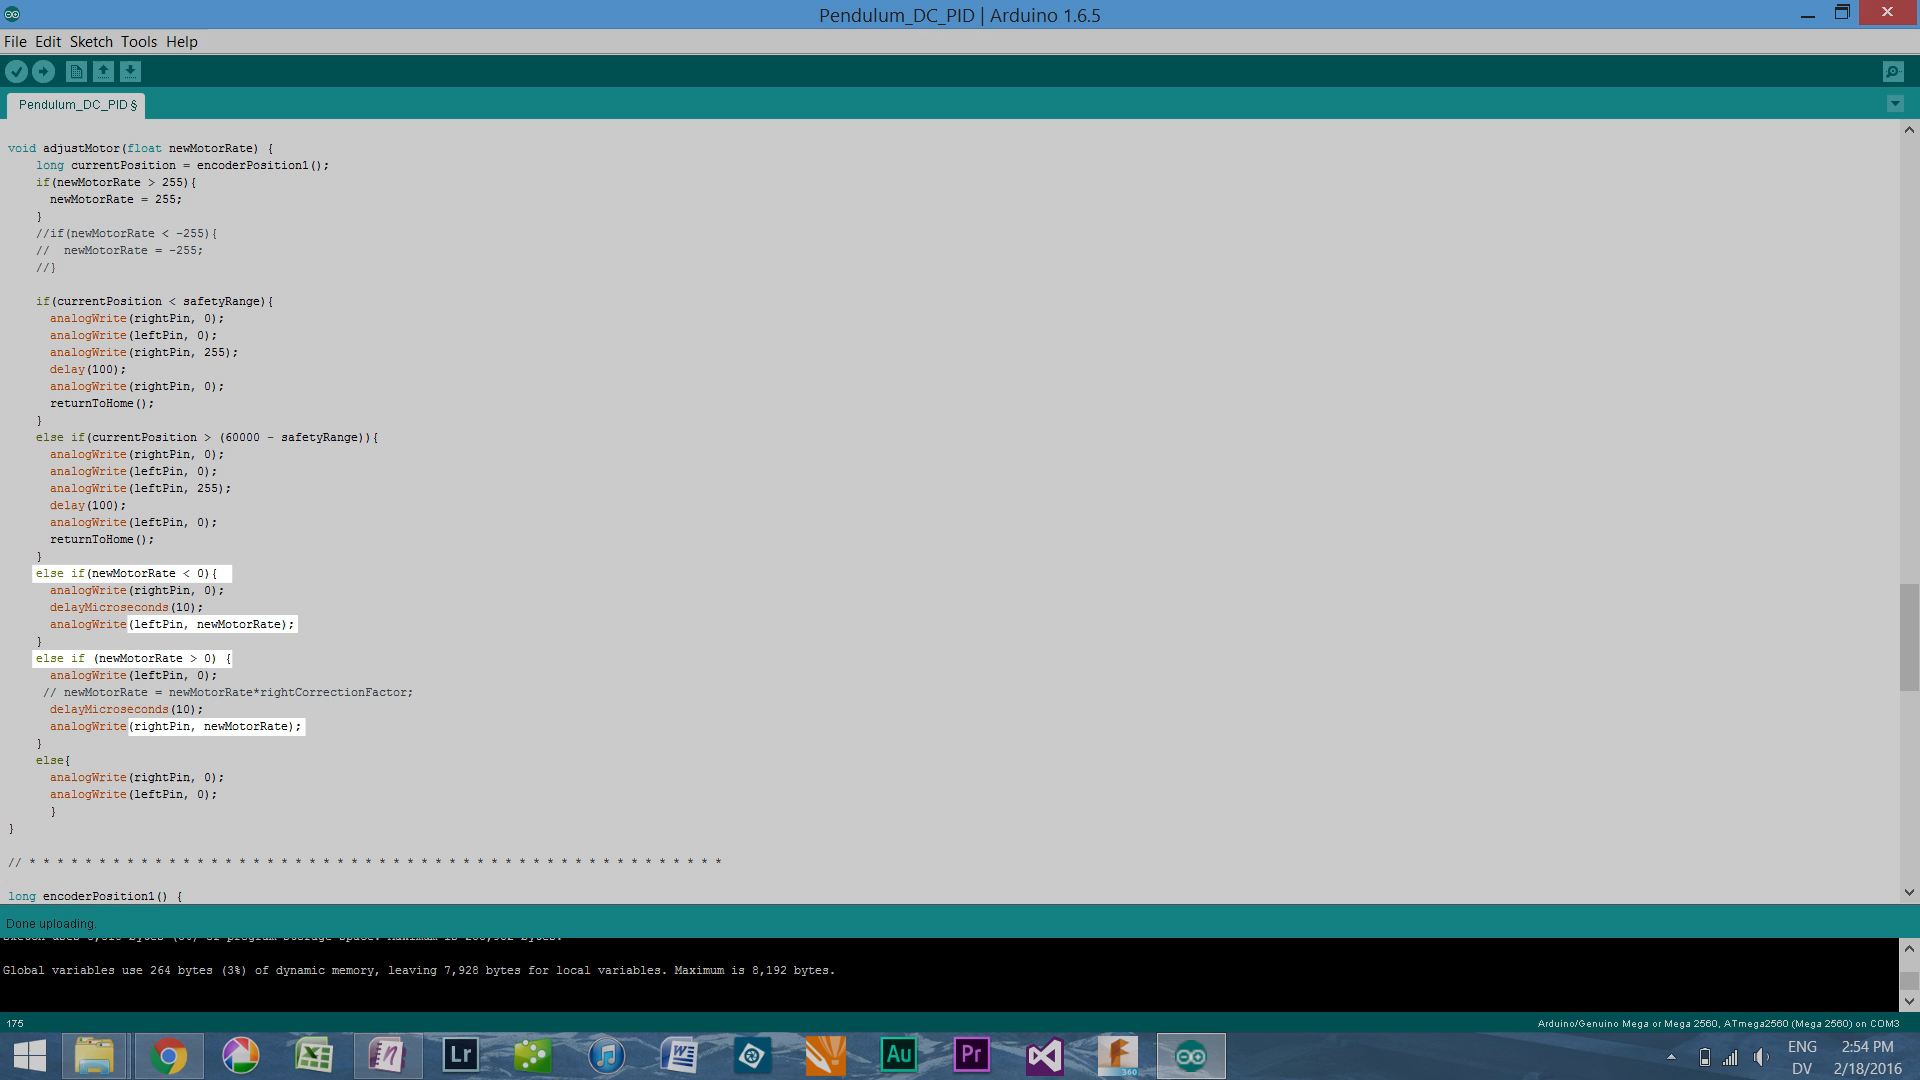 Pendulum_DC_PID | Arduino 1.6.5
File Edit Sketch Tools Help
Pendulum_DC_PID §
void adjustMotor(float newMotorRate) {
long currentPosition = encoderPosition1();
if(newMotorRate > 255){
newMotorRate = 255;
}
//if(newMotorRate < -255){
// newMotorRate = -255;
//}
if(currentPosition < safetyRange){
analogWrite(rightPin, 0);
analogWrite(leftPin, 0);
analogWrite(rightPin, 255);
delay(100);
analogWrite(rightPin, 0);
returnToHome();
}
else if(currentPosition > (60000 - safetyRange)){
analogWrite(rightPin, 0);
analogWrite(leftPin, 0);
analogWrite(leftPin, 255);
delay(100);
analogWrite(leftPin, 0);
returnToHome();
}
else if(newMotorRate < 0){
analogWrite(rightPin, 0);
delayMicroseconds(10);
analogWrite(leftPin, newMotorRate);
}
else if (newMotorRate > 0) {
analogWrite(leftPin, 0);
// newMotorRate = newMotorRate*rightCorrectionFactor;
delayMicroseconds(10);
analogWrite(rightPin, newMotorRate);
}
else{
analogWrite(rightPin, 0);
analogWrite(leftPin, 0);
}
}
// * * * * * * * * * * * * * * * * * * * * * * * * * * * * * * * * * * * * * * * * * * * * * * * * * *
long encoderPosition1() {
Done uploading.
Global variables use 264 bytes (3%) of dynamic memory, leaving 7,928 bytes for local variables. Maximum is 8,192 bytes.
175
Arduino/Genuino Mega or Mega 2560, ATmega2560 (Mega 2560) on COM3
Lr
Au
Pr
360
ENG
DV
2:54 PM
2/18/2016